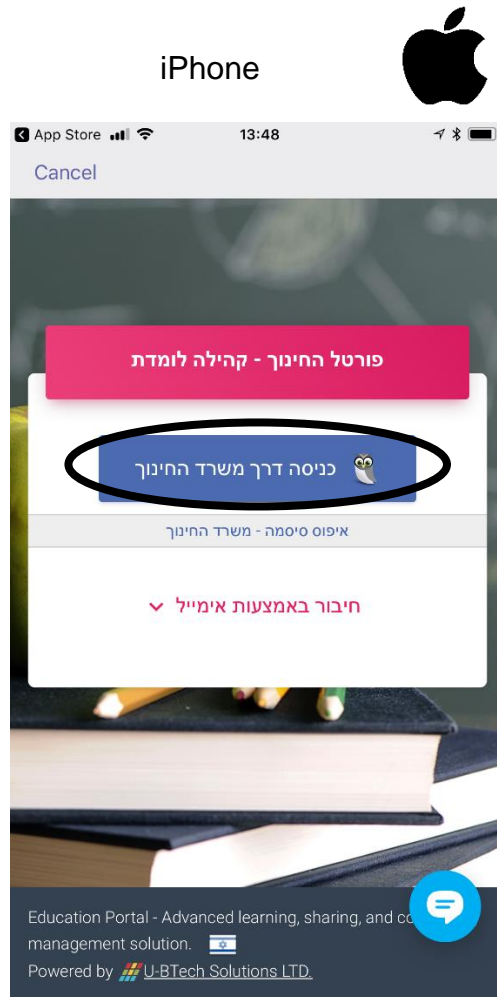 iPhone
App Store 13:48
Cancel
פורטל החינוך - קהילה לומדת
כניסה דרך משרד החינוך
איפוס סיסמה - משרד החינוך
חיבור באמצעות אימייל
Education Portal - Advanced learning, sharing, and co
management solution.
Powered by U-BTech Solutions LTD.